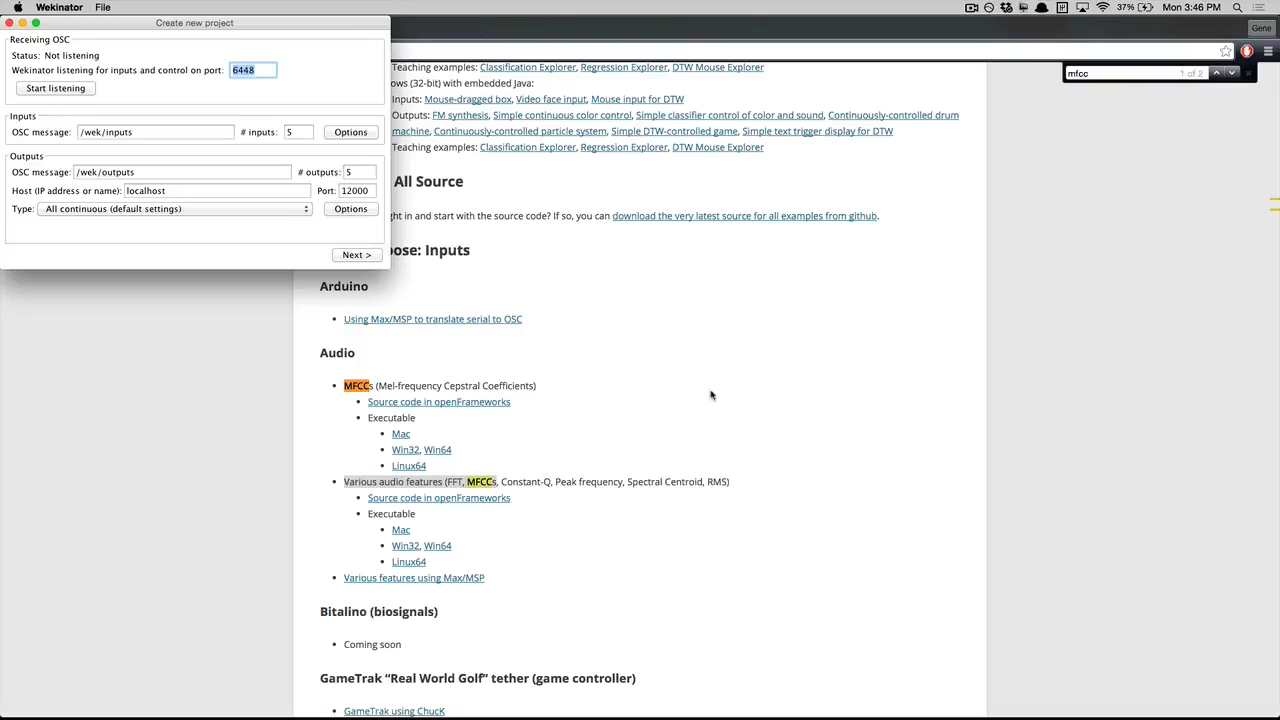 Wekinator File
37% Mon 3:46 PM
Create new project
Gene
Receiving OSC
Status: Not listening
Wekinator listening for inputs and control on port: 6448
Start listening
Inputs
OSC message: /wek/inputs # inputs: 5 Options
Outputs
OSC message: /wek/outputs # outputs: 5
Host (IP address or name): localhost Port: 12000
Type: All continuous (default settings) Options
Next >
mfcc 1 of 2
Teaching examples: Classification Explorer, Regression Explorer, DTW Mouse Explorer
ows (32-bit) with embedded Java:
Inputs: Mouse-dragged box, Video face input, Mouse input for DTW
Outputs: FM synthesis, Simple continuous color control, Simple classifier control of color and sound, Continuously-controlled drum
machine, Continuously-controlled particle system, Simple DTW-controlled game, Simple text trigger display for DTW
Teaching examples: Classification Explorer, Regression Explorer, DTW Mouse Explorer
All Source
ght in and start with the source code? If so, you can download the very latest source for all examples from github.
ose: Inputs
Arduino
• Using Max/MSP to translate serial to OSC
Audio
• MFCCs (Mel-frequency Cepstral Coefficients)
• Source code in openFrameworks
• Executable
• Mac
• Win32, Win64
• Linux64
• Various audio features (FFT, MFCCs, Constant-Q, Peak frequency, Spectral Centroid, RMS)
• Source code in openFrameworks
• Executable
• Mac
• Win32, Win64
• Linux64
• Various features using Max/MSP
Bitalino (biosignals)
• Coming soon
GameTrak “Real World Golf” tether (game controller)
• GameTrak using ChucK